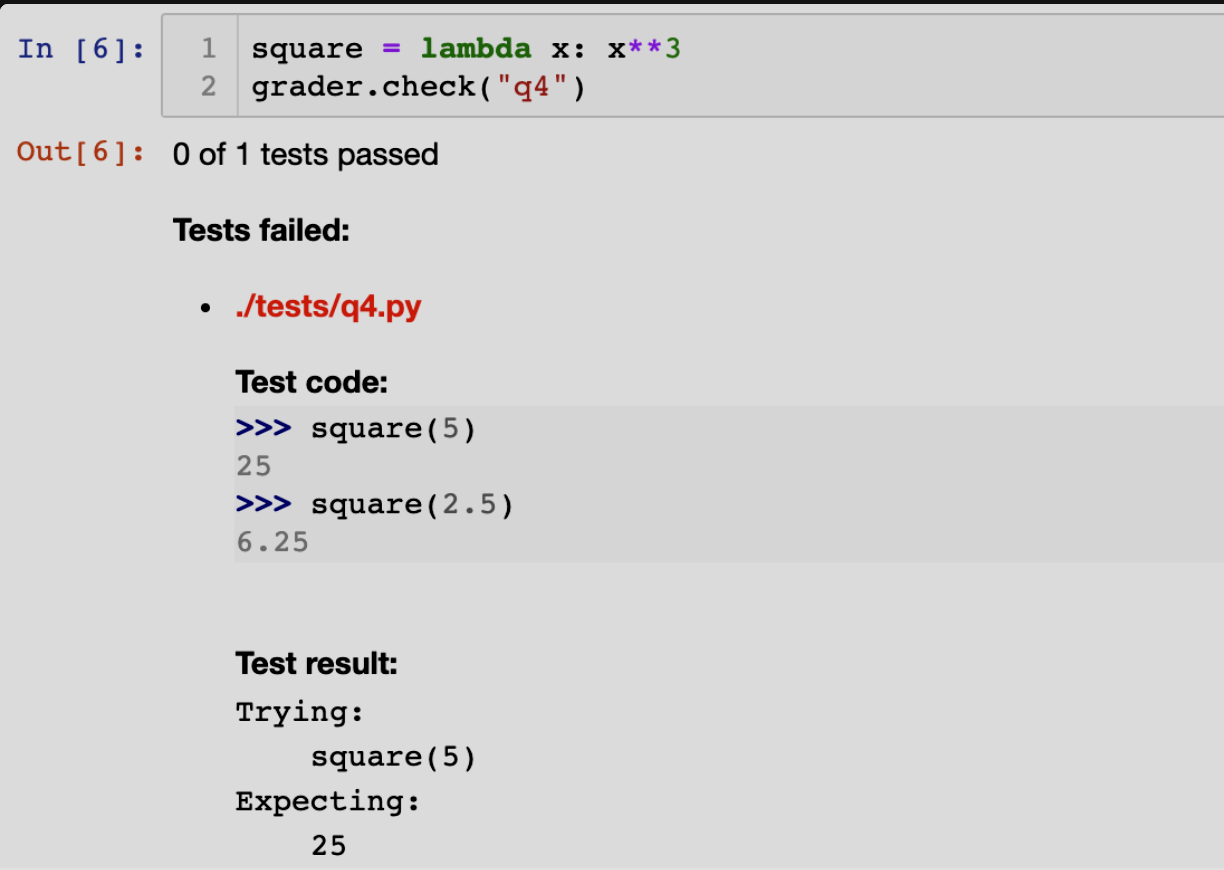 In [6]: 1 square = lambda x: x**3
2 grader.check("q4")
Out[6]: 0 of 1 tests passed
Tests failed:
• ./tests/q4.py
Test code:
>>> square(5)
25
>>> square(2.5)
6.25
Test result:
Trying:
square(5)
Expecting:
25